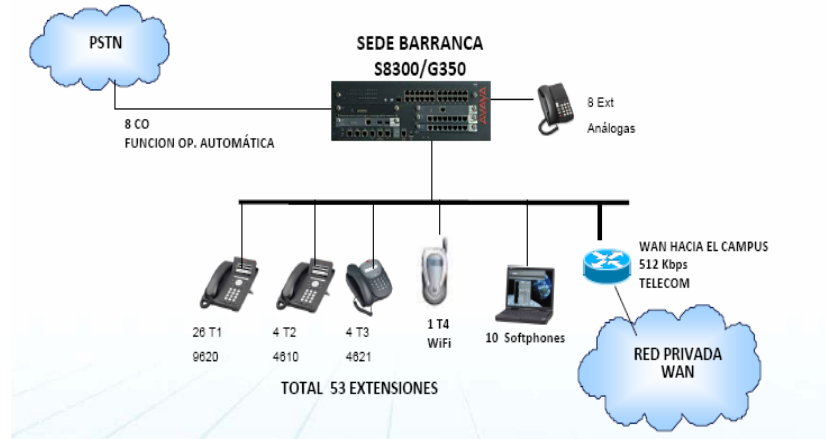 PSTN
SEDE BARRANCA
S8300/G350
AVAYA
8 Ext
Análogas
8 CO
FUNCION OP. AUTOMÁTICA
WAN HACIA EL CAMPUS
512 Kbps
TELECOM
26 T1
9620
4 T2
4610
4 T3
4621
1 T4
WiFi
10 Softphones
RED PRIVADA
WAN
TOTAL 53 EXTENSIONES